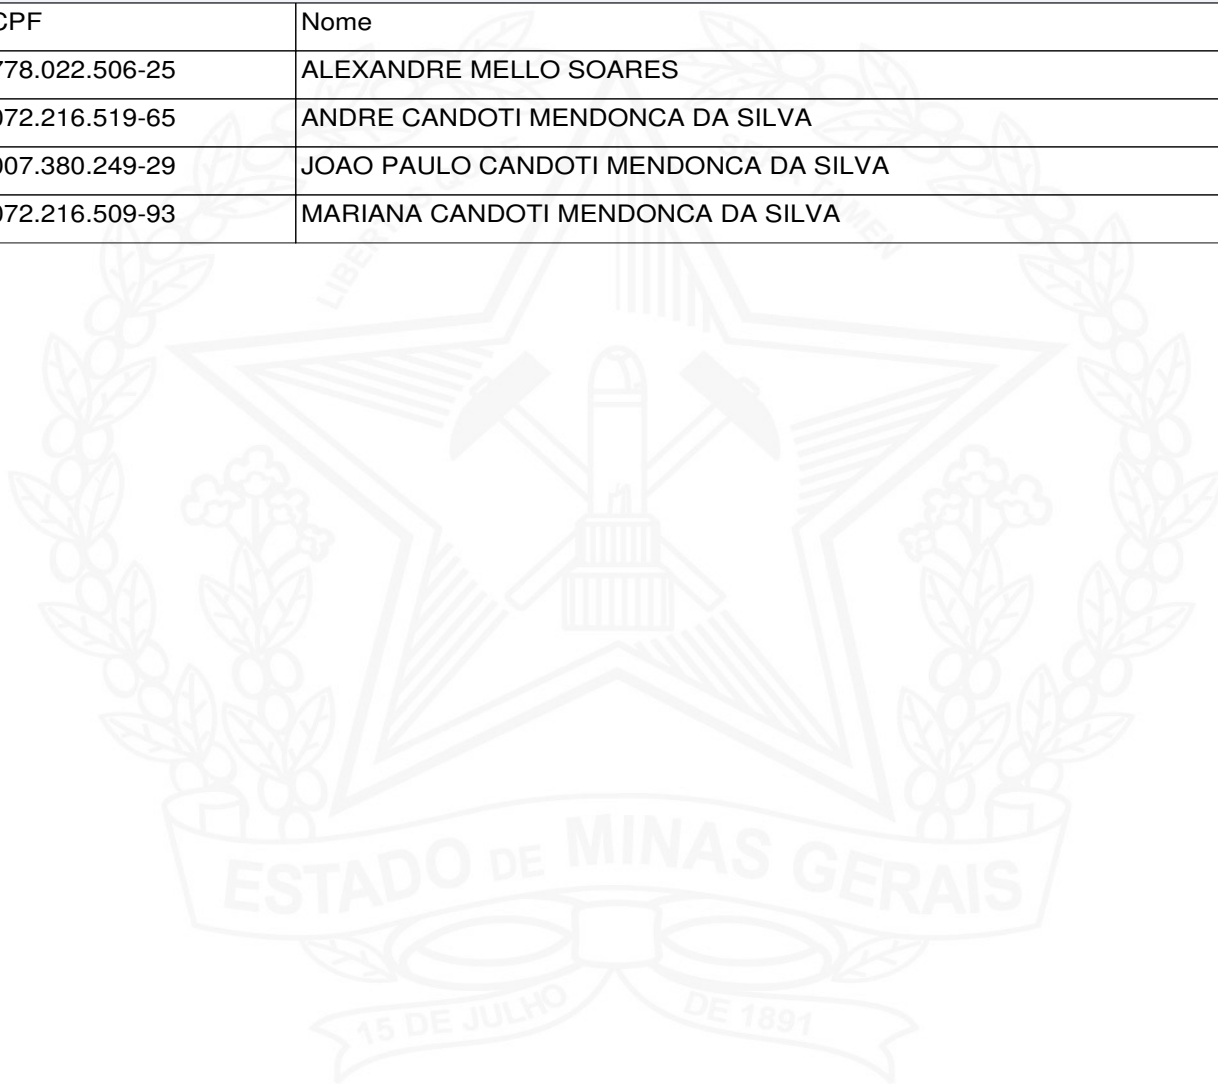 CPF Nome
778.022.506-25 ALEXANDRE MELLO SOARES
072.216.519-65 ANDRE CANDOTI MENDONCA DA SILVA
007.380.249-29 JOAO PAULO CANDOTI MENDONCA DA SILVA
072.216.509-93 MARIANA CANDOTI MENDONCA DA SILVA
ESTADO DE MINAS GERAIS
15 DE JULHO DE 1891